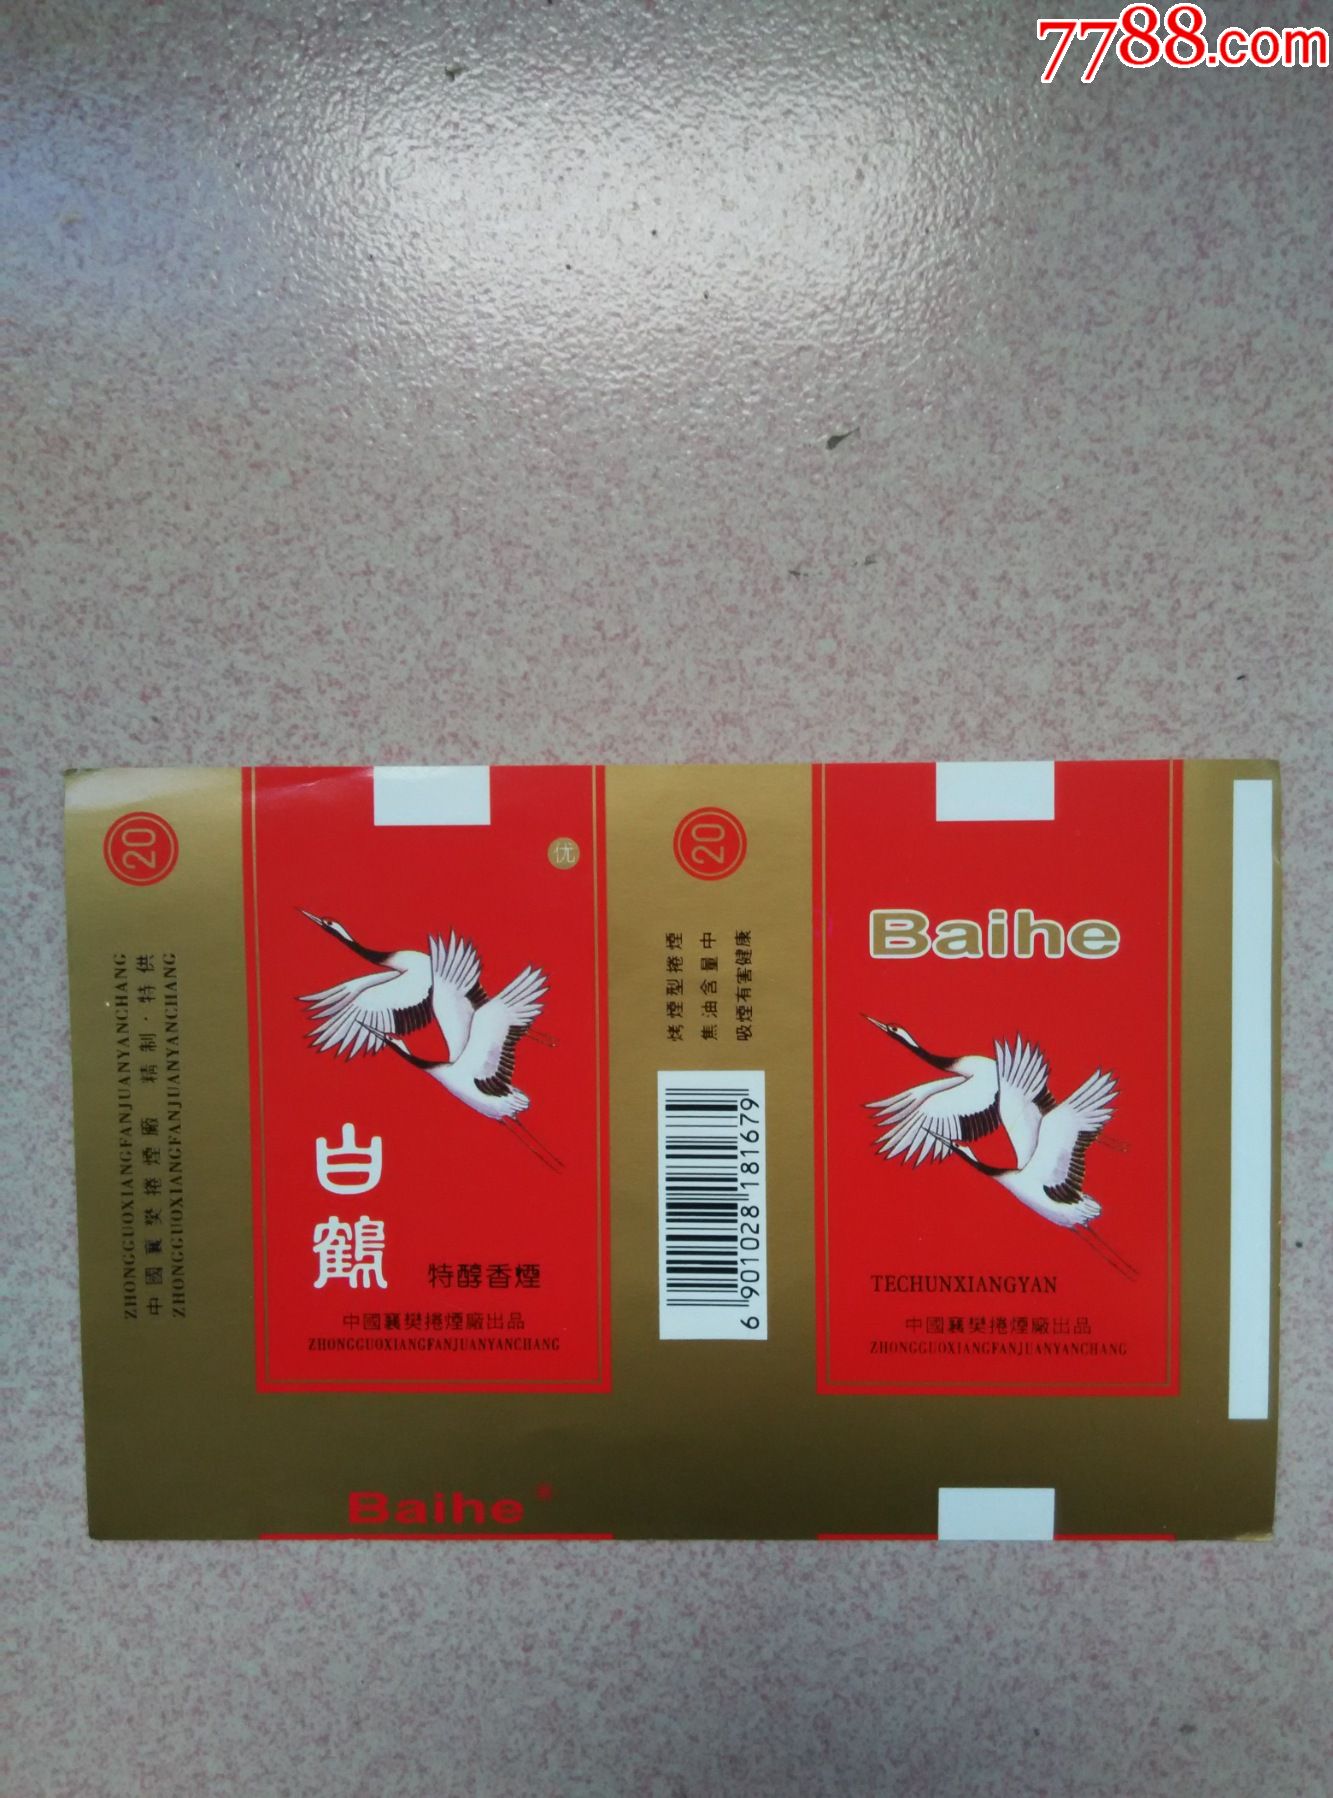 7788.com
20
ZHONGGUOXIANGFANJUANYANCHANG
中國襄樊捲煙廠 精制·特供
ZHONGGUOXIANGFANJUANYANCHANG
优
白鶴
特醇香煙
中國襄樊捲煙廠出品
ZHONGGUOXIANGFANJUANYANCHANG
Baihe
20
烤煙型捲煙
焦油含量中
吸煙有害健康
6 901028 181679
Baihe
TECHUNXIANGYAN
中國襄樊捲煙廠出品
ZHONGGUOXIANGFANJUANYANCHANG